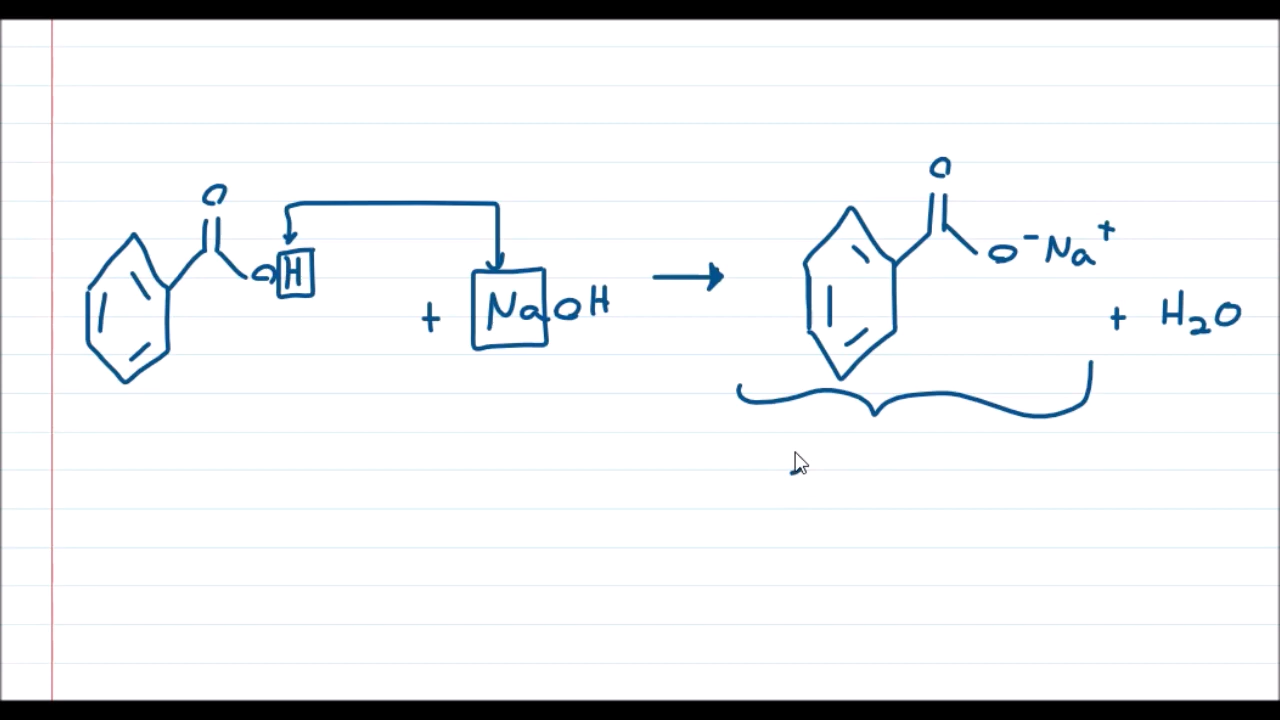 O
OH + NaOH → O
O⁻Na⁺ + H₂O